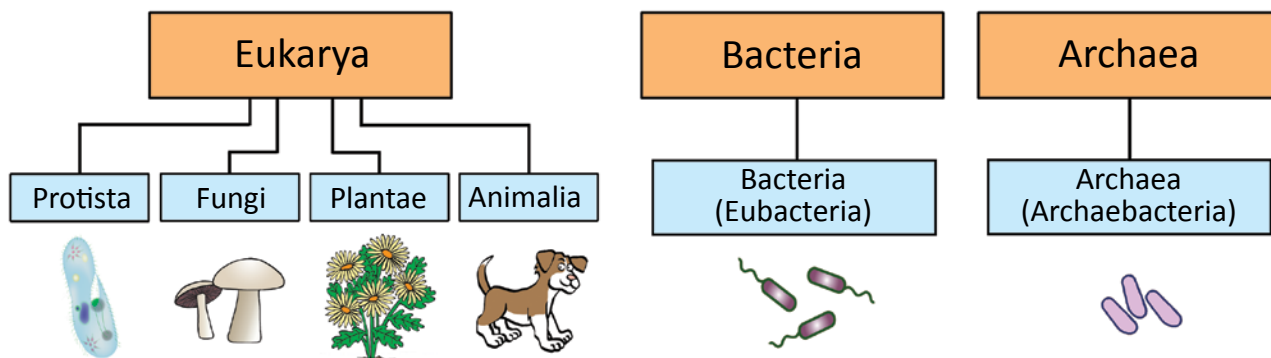 Eukarya
Bacteria
Archaea
Protista
Fungi
Plantae
Animalia
Bacteria
(Eubacteria)
Archaea
(Archaebacteria)